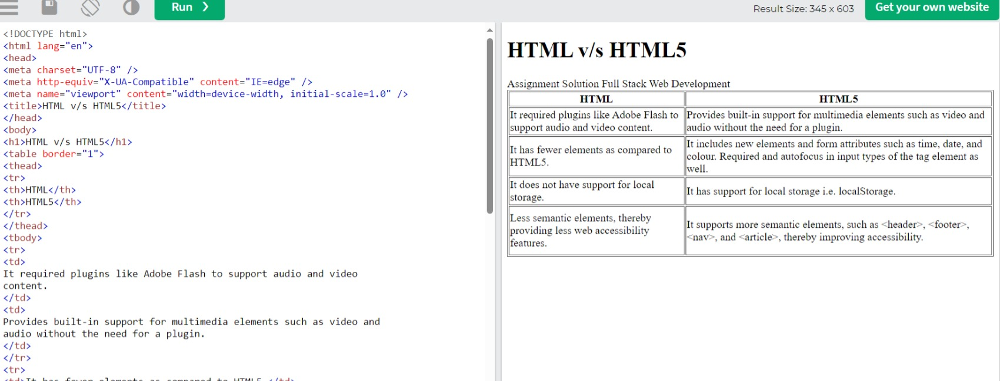 Run ❯
Result Size: 345 x 603
Get your own website
<!DOCTYPE html>
<html lang="en">
<head>
<meta charset="UTF-8" />
<meta http-equiv="X-UA-Compatible" content="IE=edge" />
<meta name="viewport" content="width=device-width, initial-scale=1.0" />
<title>HTML v/s HTML5</title>
</head>
<body>
<h1>HTML v/s HTML5</h1>
<table border="1">
<thead>
<tr>
<th>HTML</th>
<th>HTML5</th>
</tr>
</thead>
<tbody>
<tr>
<td>
It required plugins like Adobe Flash to support audio and video
content.
</td>
<td>
Provides built-in support for multimedia elements such as video and
audio without the need for a plugin.
</td>
</tr>
<tr>
<td>It has fewer elements as compared to HTML5.</td>
HTML v/s HTML5
Assignment Solution Full Stack Web Development
HTML
HTML5
It required plugins like Adobe Flash to
support audio and video content.
Provides built-in support for multimedia elements such as video and
audio without the need for a plugin.
It has fewer elements as compared to
HTML5.
It includes new elements and form attributes such as time, date, and
colour. Required and autofocus in input types of the tag element as
well.
It does not have support for local
storage.
It has support for local storage i.e. localStorage.
Less semantic elements, thereby
providing less web accessibility
features.
It supports more semantic elements, such as <header>, <footer>,
<nav>, and <article>, thereby improving accessibility.